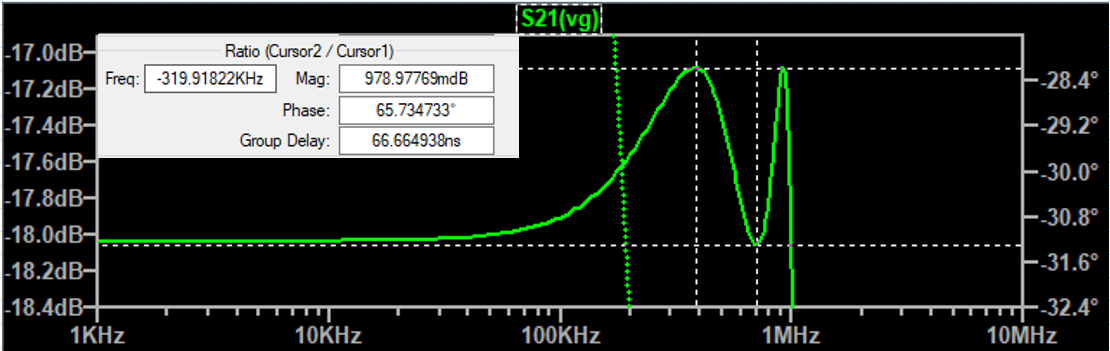 S21(vg)
-17.0dB
-17.2dB
-17.4dB
-17.6dB
-17.8dB
-18.0dB
-18.2dB
-18.4dB
Ratio (Cursor2 / Cursor1)
Freq: -319.91822KHz Mag: 978.97769mdB
Phase: 65.734733°
Group Delay: 66.664938ns
-28.4°
-29.2°
-30.0°
-30.8°
-31.6°
-32.4°
1KHz 10KHz 100KHz 1MHz 10MHz